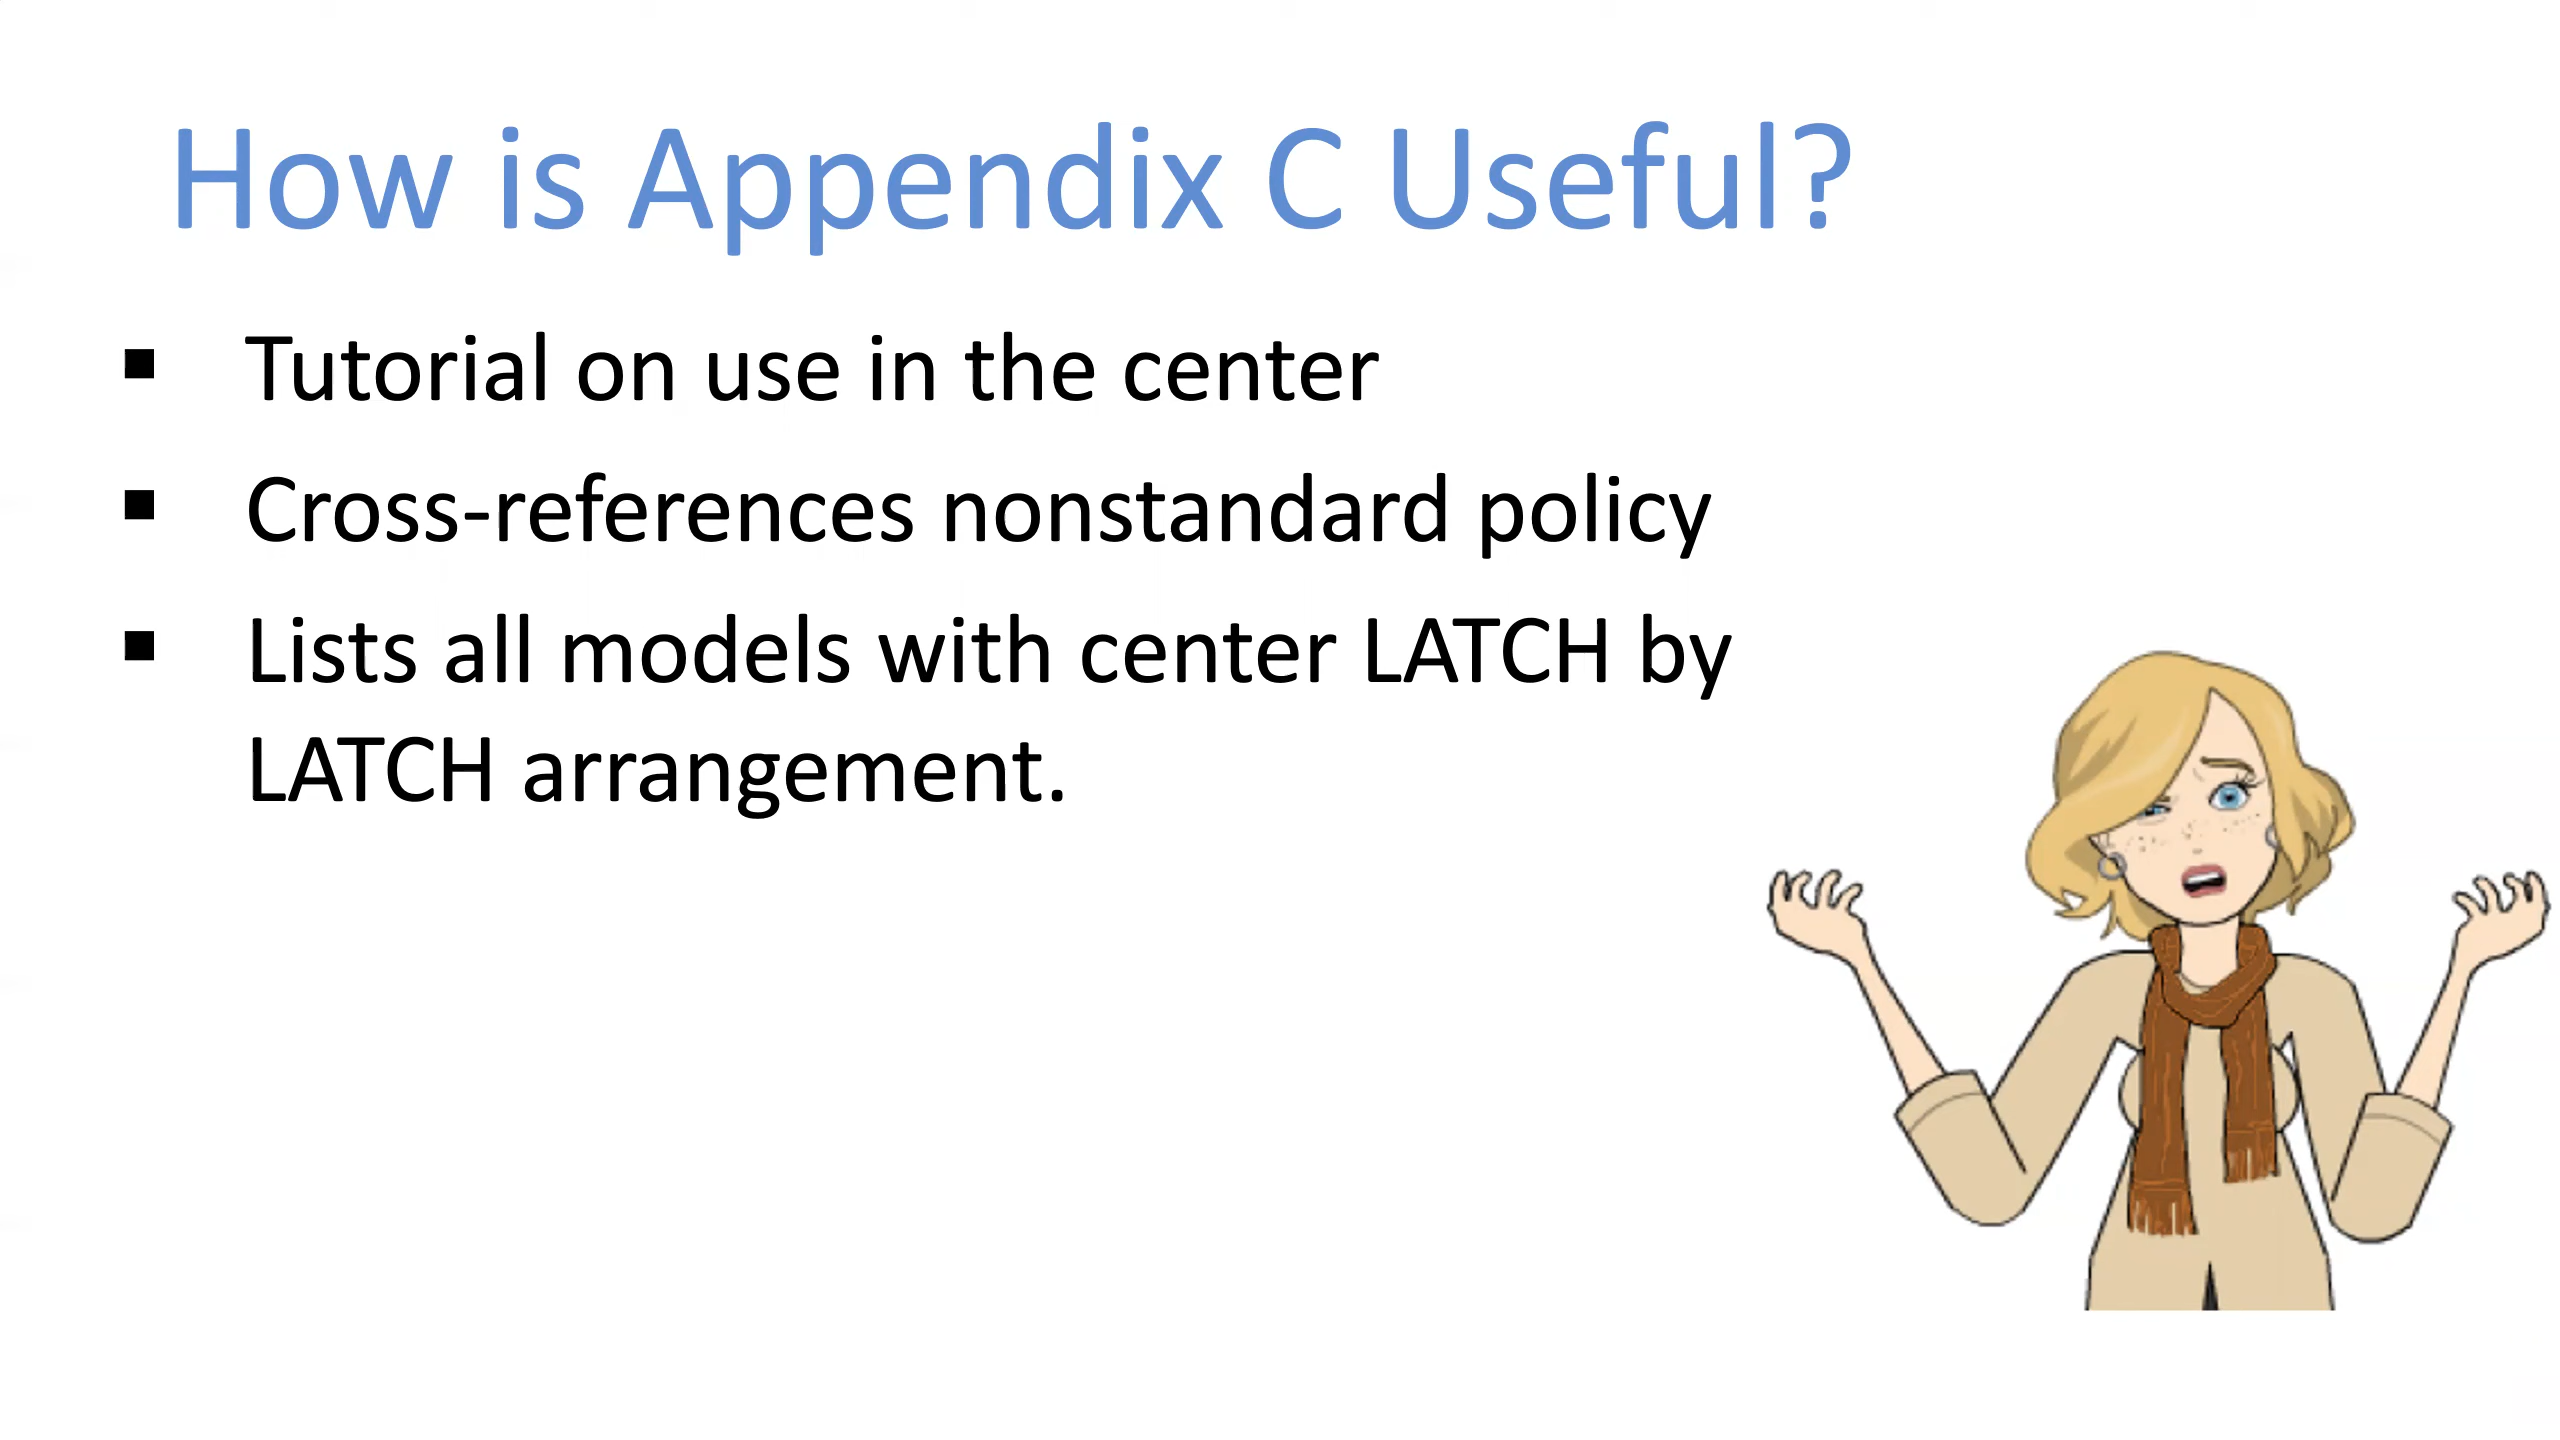 How is Appendix C Useful?
▪ Tutorial on use in the center
▪ Cross-references nonstandard policy
▪ Lists all models with center LATCH by
LATCH arrangement.